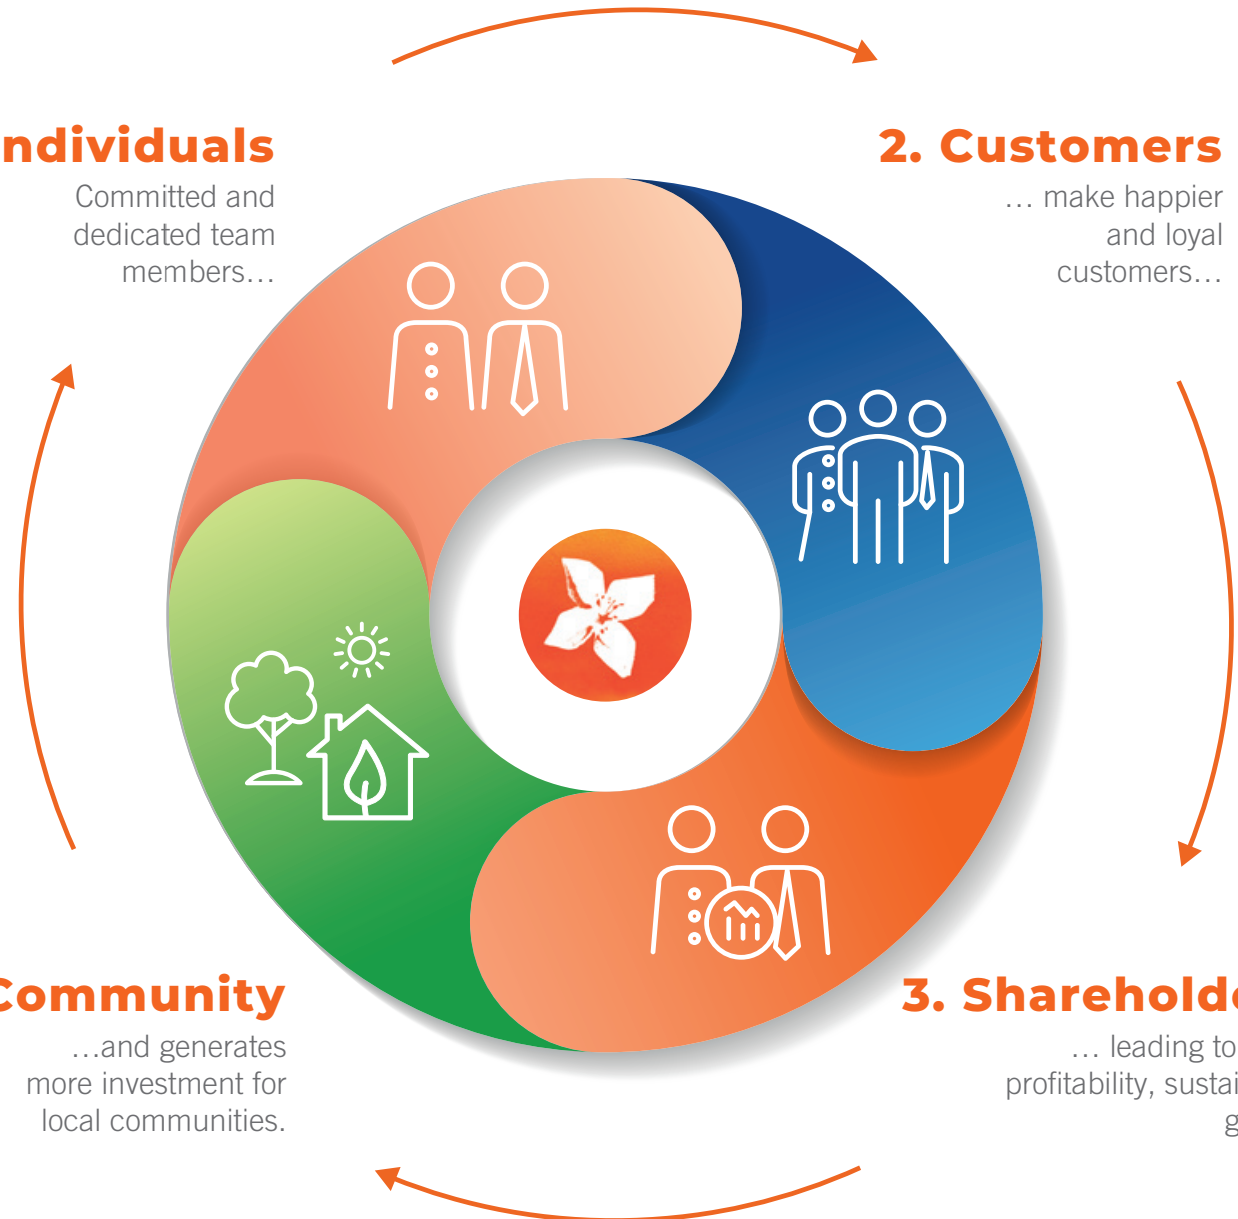 ndividuals
Committed and
dedicated team
members…
2. Customers
… make happier
and loyal
customers…
3. Sharehold
… leading to
profitability, sustai
g
Community
…and generates
more investment for
local communities.